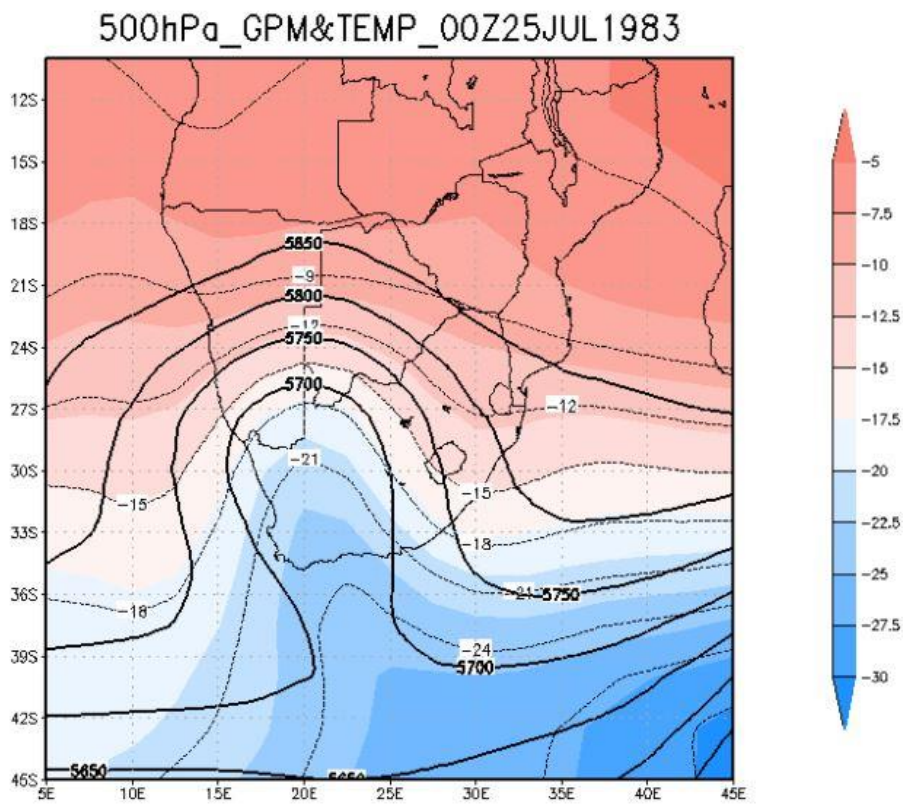 500hPa_GPM&TEMP_00Z25JUL1983
12S
15S
18S
21S
24S
27S
30S
33S
36S
39S
42S
45S
5E
10E
15E
20E
25E
30E
35E
40E
45E
5850
-9
5800
-12
5750
5700
-12
-21
-15
-15
-18
-21
5750
-18
-24
5700
5650
5650
-5
-7.5
-10
-12.5
-15
-17.5
-20
-22.5
-25
-27.5
-30